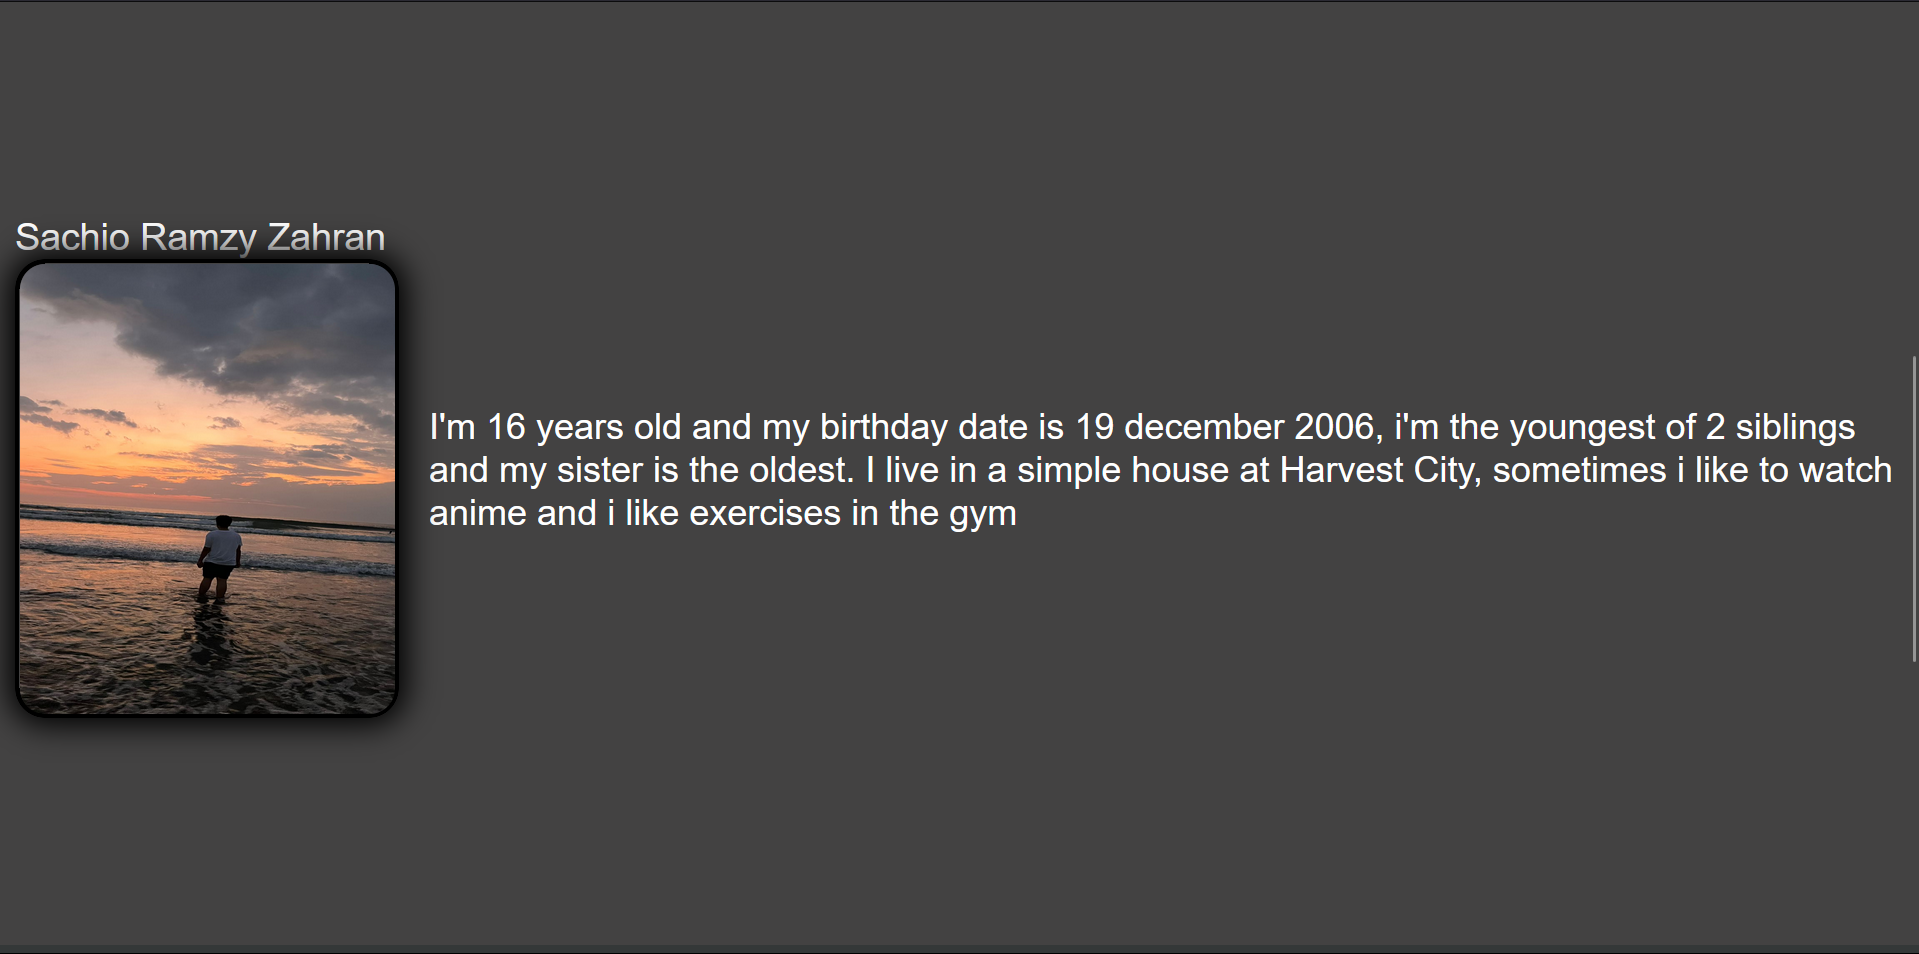 Sachio Ramzy Zahran
I'm 16 years old and my birthday date is 19 december 2006, i'm the youngest of 2 siblings
and my sister is the oldest. I live in a simple house at Harvest City, sometimes i like to watch
anime and i like exercises in the gym